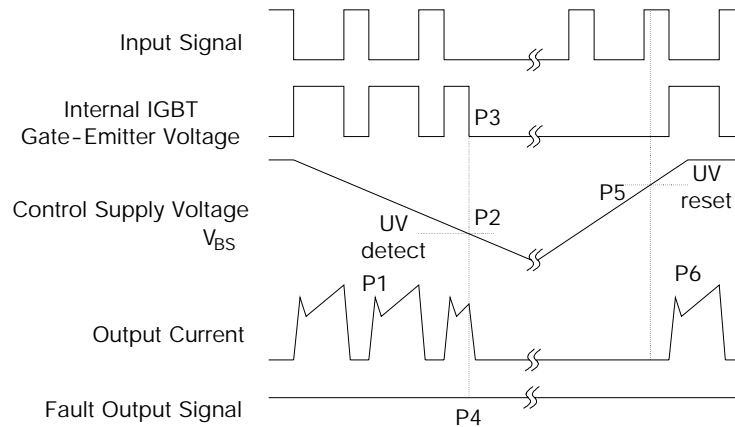 Input Signal
Internal IGBT
Gate-Emitter Voltage
P3
Control Supply Voltage
VBS
UV
detect
P2
P5
UV
reset
P1
P6
Output Current
Fault Output Signal
P4